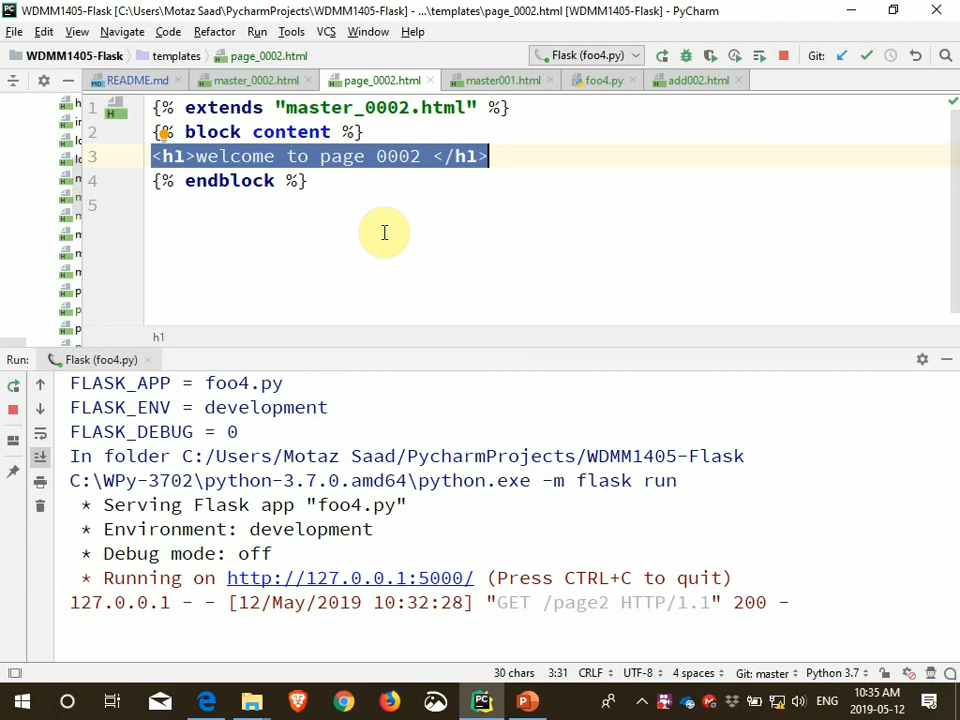 WDMM1405-Flask [C:\Users\Motaz Saad\PycharmProjects\WDMM1405-Flask] - ...\templates\page_0002.html [WDMM1405-Flask] - PyCharm
File Edit View Navigate Code Refactor Run Tools VCS Window Help
WDMM1405-Flask templates page_0002.html Flask (foo4.py) Git:
README.md master_0002.html page_0002.html master001.html foo4.py add002.html
1 {% extends "master_0002.html" %}
2 {% block content %}
3 <h1>welcome to page 0002 </h1>
4 {% endblock %}
5
h1
Run: Flask (foo4.py)
FLASK_APP = foo4.py
FLASK_ENV = development
FLASK_DEBUG = 0
In folder C:/Users/Motaz Saad/PycharmProjects/WDMM1405-Flask
C:\WPy-3702\python-3.7.0.amd64\python.exe -m flask run
* Serving Flask app "foo4.py"
* Environment: development
* Debug mode: off
* Running on http://127.0.0.1:5000/ (Press CTRL+C to quit)
127.0.0.1 - - [12/May/2019 10:32:28] "GET /page2 HTTP/1.1" 200 -
30 chars 3:31 CRLF UTF-8 4 spaces Git: master Python 3.7
ENG 10:35 AM
2019-05-12